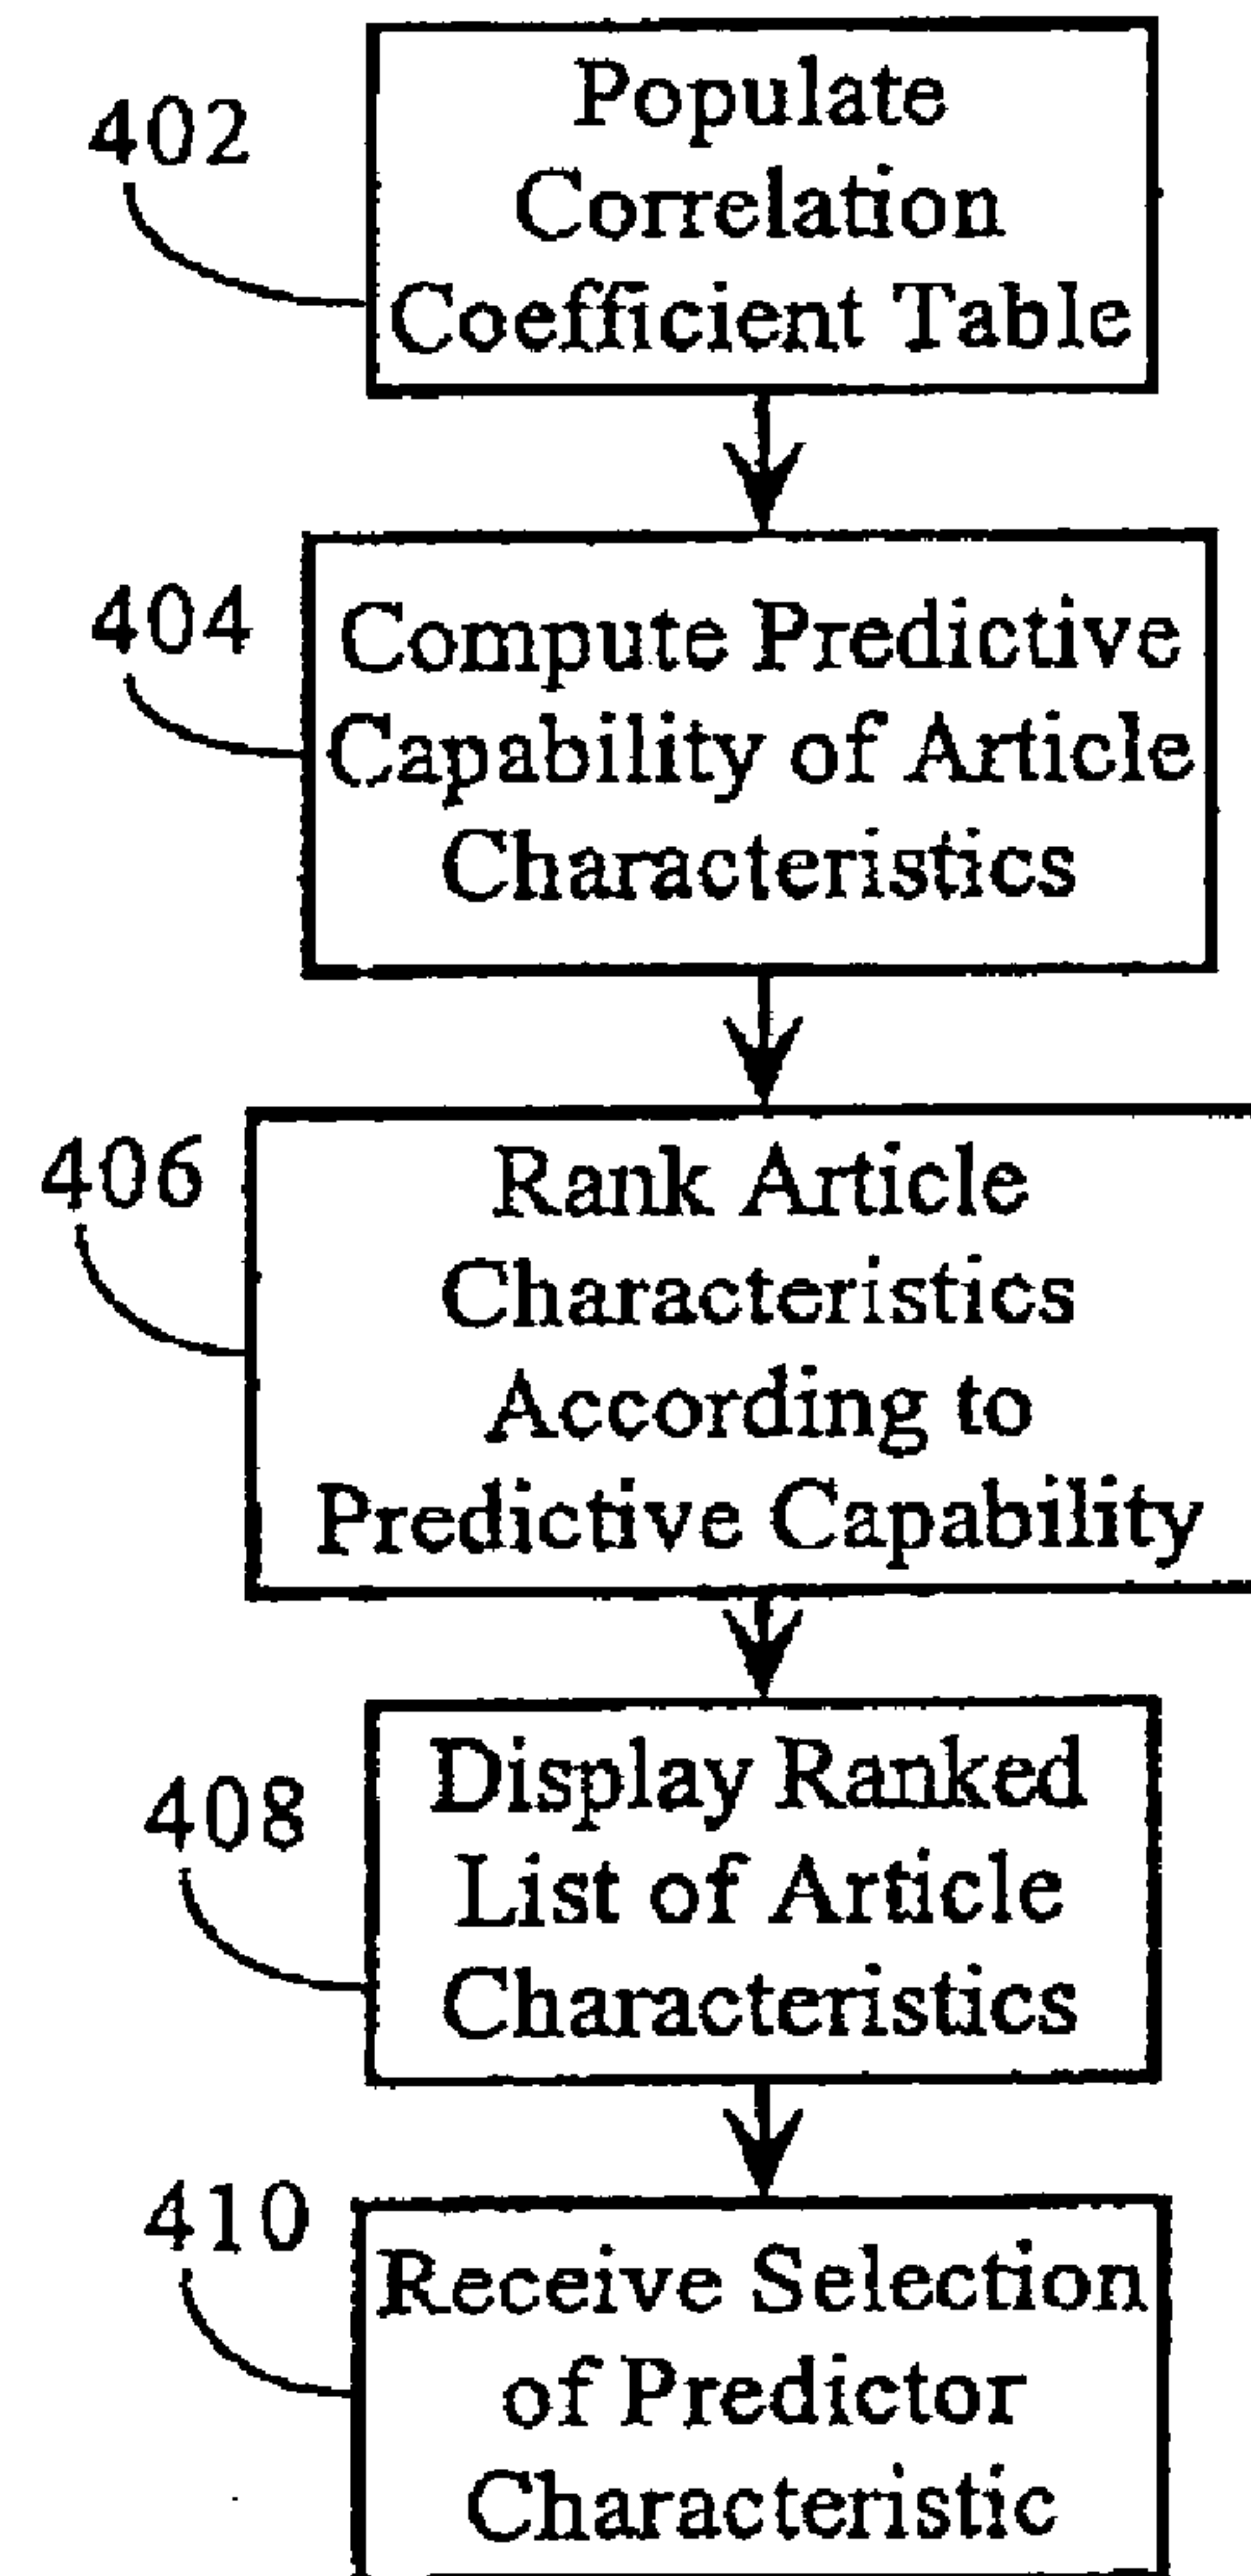 402
Populate
Correlation
Coefficient Table
404
Compute Predictive
Capability of Article
Characteristics
406
Rank Article
Characteristics
According to
Predictive Capability
408
Display Ranked
List of Article
Characteristics
410
Receive Selection
of Predictor
Characteristic